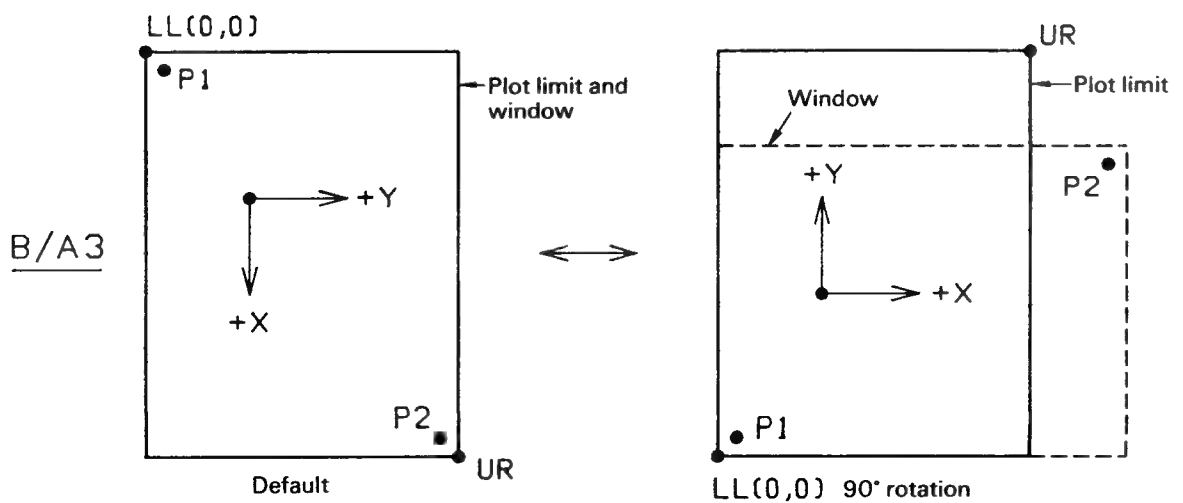 LL(0,0)
P1
Plot limit and
window
+Y
+X
B/A3
P2
UR
Default
UR
Plot limit
Window
+Y
P2
+X
P1
LL(0,0) 90° rotation